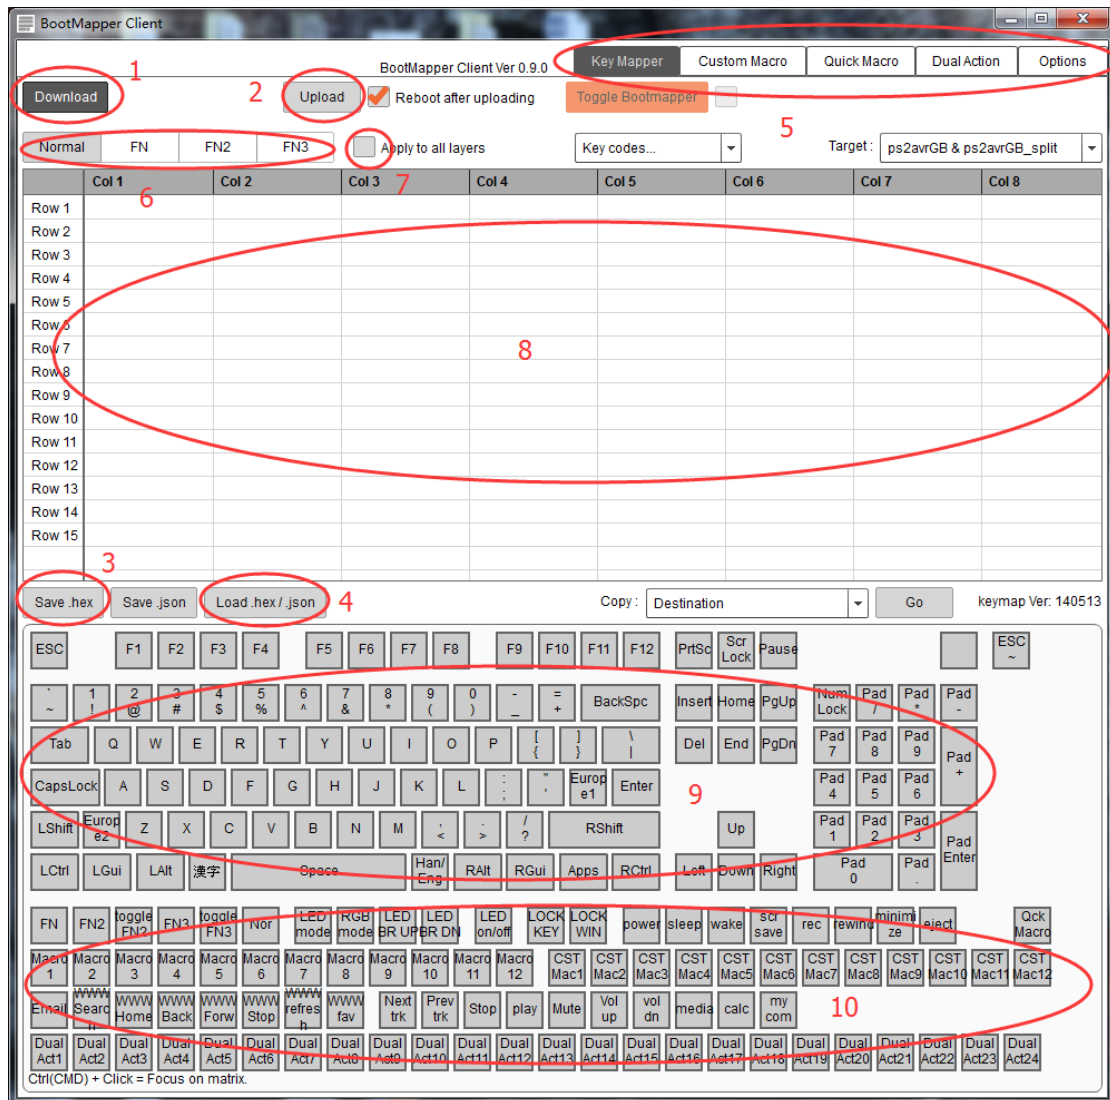 BootMapper Client
BootMapper Client Ver 0.9.0
Key Mapper Custom Macro Quick Macro Dual Action Options
1
Download 2 Upload Reboot after uploading Toggle Bootmapper
5
Normal FN FN2 FN3 Apply to all layers Key codes... Target : ps2avrGB & ps2avrGB_split
6 7
Col 1 Col 2 Col 3 Col 4 Col 5 Col 6 Col 7 Col 8
Row 1
Row 2
Row 3
Row 4
Row 5
Row 6
Row 7
8
Row 8
Row 9
Row 10
Row 11
Row 12
Row 13
Row 14
Row 15
3
Save .hex Save .json Load .hex / .json 4 Copy : Destination Go keymap Ver: 140513
ESC F1 F2 F3 F4 F5 F6 F7 F8 F9 F10 F11 F12 PrtSc Scr Lock Pause ESC ~
` ~ 1 ! 2 @ 3 # 4 $ 5 % 6 ^ 7 & 8 * 9 ( 0 ) - _ = + BackSpc Insert Home PgUp Num Lock Pad / Pad * Pad -
Tab Q W E R T Y U I O P [ { ] } \ | Del End PgDn Pad 7 Pad 8 Pad 9 Pad +
CapsLock A S D F G H J K L : ; " ' Europ e1 Enter 9 Pad 4 Pad 5 Pad 6
LShift Europ e2 Z X C V B N M , < . > / ? RShift Up Pad 1 Pad 2 Pad 3 Pad Enter
LCtrl LGui LAlt 漢字 Space Han/ Eng RAlt RGui Apps RCtrl Left Down Right Pad 0 Pad .
FN FN2 toggle FN2 FN3 toggle FN3 Nor LED mode RGB mode LED BR UP LED BR DN LED on/off LOCK KEY LOCK WIN power sleep wake scr save rec rewind minimi ze eject Qck Macro
Macro 1 Macro 2 Macro 3 Macro 4 Macro 5 Macro 6 Macro 7 Macro 8 Macro 9 Macro 10 Macro 11 Macro 12 CST Mac1 CST Mac2 CST Mac3 CST Mac4 CST Mac5 CST Mac6 CST Mac7 CST Mac8 CST Mac9 CST Mac10 CST Mac11 CST Mac12
Email WWW Searc h WWW Home WWW Back WWW Forw WWW Stop WWW refres h WWW fav Next trk Prev trk Stop play Mute Vol up vol dn media calc my com 10
Dual Act1 Dual Act2 Dual Act3 Dual Act4 Dual Act5 Dual Act6 Dual Act7 Dual Act8 Dual Act9 Dual Act10 Dual Act11 Dual Act12 Dual Act13 Dual Act14 Dual Act15 Dual Act16 Dual Act17 Dual Act18 Dual Act19 Dual Act20 Dual Act21 Dual Act22 Dual Act23 Dual Act24
Ctrl(CMD) + Click = Focus on matrix.